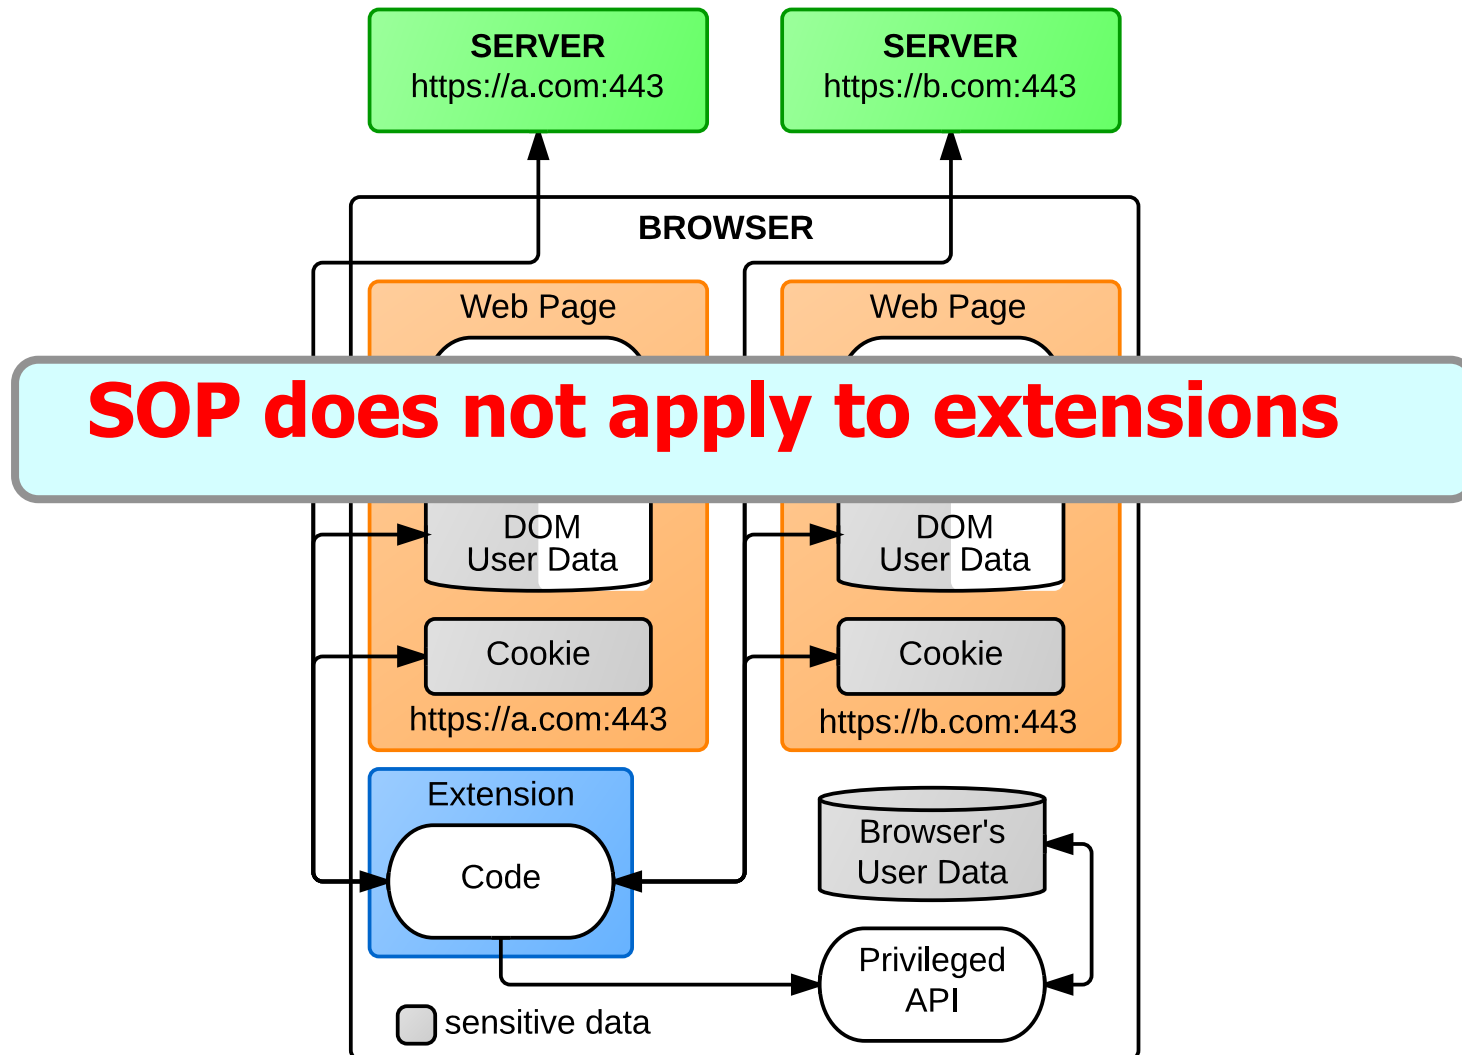 SERVER
https://a.com:443
SERVER
https://b.com:443
BROWSER
Web Page
Web Page
SOP does not apply to extensions
DOM
User Data
DOM
User Data
Cookie
Cookie
https://a.com:443
https://b.com:443
Extension
Code
Browser's
User Data
Privileged
API
sensitive data